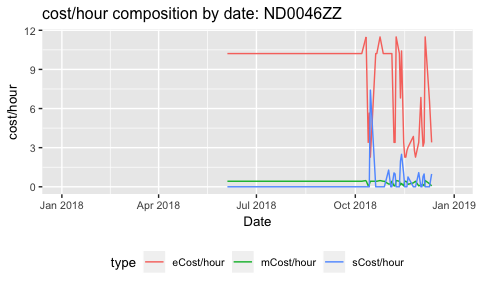 cost/hour composition by date: ND0046ZZ
12
9
6
3
0
cost/hour
Jan 2018 Apr 2018 Jul 2018 Oct 2018 Jan 2019
Date
type eCost/hour mCost/hour sCost/hour